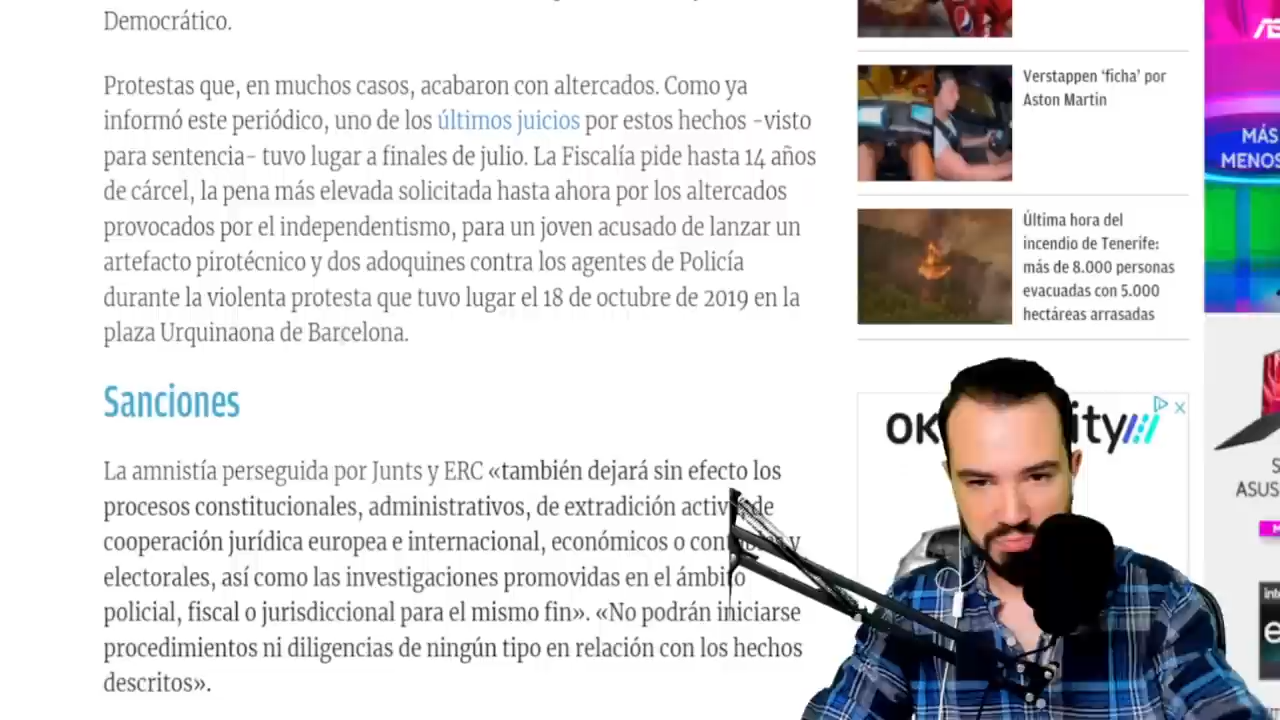 Democrático.
Protestas que, en muchos casos, acabaron con altercados. Como ya
informó este periódico, uno de los últimos juicios por estos hechos -visto
para sentencia- tuvo lugar a finales de julio. La Fiscalía pide hasta 14 años
de cárcel, la pena más elevada solicitada hasta ahora por los altercados
provocados por el independentismo, para un joven acusado de lanzar un
artefacto pirotécnico y dos adoquines contra los agentes de Policía
durante la violenta protesta que tuvo lugar el 18 de octubre de 2019 en la
plaza Urquinaona de Barcelona.
Sanciones
La amnistía perseguida por Junts y ERC «también dejará sin efecto los
procesos constitucionales, administrativos, de extradición activa de
cooperación jurídica europea e internacional, económicos o contables y
electorales, así como las investigaciones promovidas en el ámbito
policial, fiscal o jurisdiccional para el mismo fin». «No podrán iniciarse
procedimientos ni diligencias de ningún tipo en relación con los hechos
descritos».
Verstappen ‘ficha’ por
Aston Martin
Última hora del
incendio de Tenerife:
más de 8.000 personas
evacuadas con 5.000
hectáreas arrasadas
MÁS
MENOS
ASUS